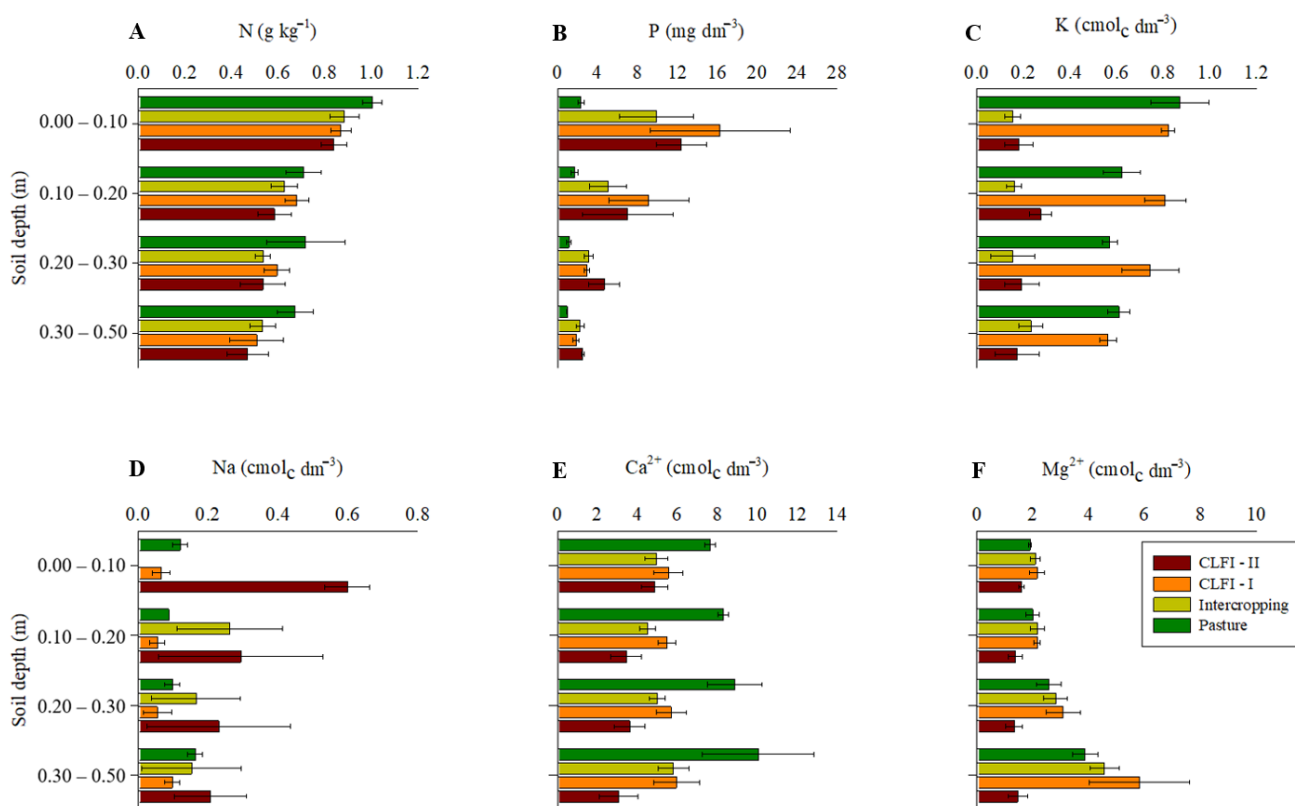 A N (g kg⁻¹)
0.0 0.2 0.4 0.6 0.8 1.0 1.2
B P (mg dm⁻³)
0 4 8 12 16 20 24 28
C K (cmolc dm⁻³)
0.0 0.2 0.4 0.6 0.8 1.0 1.2
Soil depth (m)
0.00 – 0.10
0.10 – 0.20
0.20 – 0.30
0.30 – 0.50
D Na (cmolc dm⁻³)
0.0 0.2 0.4 0.6 0.8
E Ca²⁺ (cmolc dm⁻³)
0 2 4 6 8 10 12 14
F Mg²⁺ (cmolc dm⁻³)
0 2 4 6 8 10
Soil depth (m)
0.00 – 0.10
0.10 – 0.20
0.20 – 0.30
0.30 – 0.50
CLFI - II
CLFI - I
Intercropping
Pasture